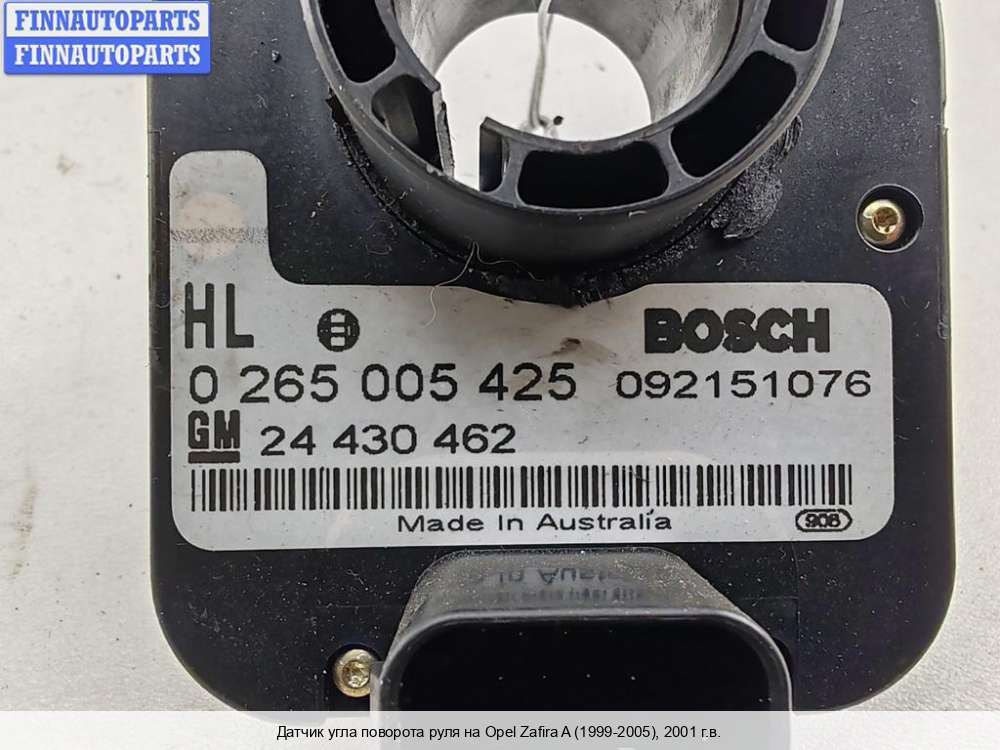 FINNAUTOPARTS
FINNAUTOPARTS
HL BOSCH
0 265 005 425 092151076
GM 24 430 462
Made In Australia 908
Датчик угла поворота руля на Opel Zafira A (1999-2005), 2001 г.в.